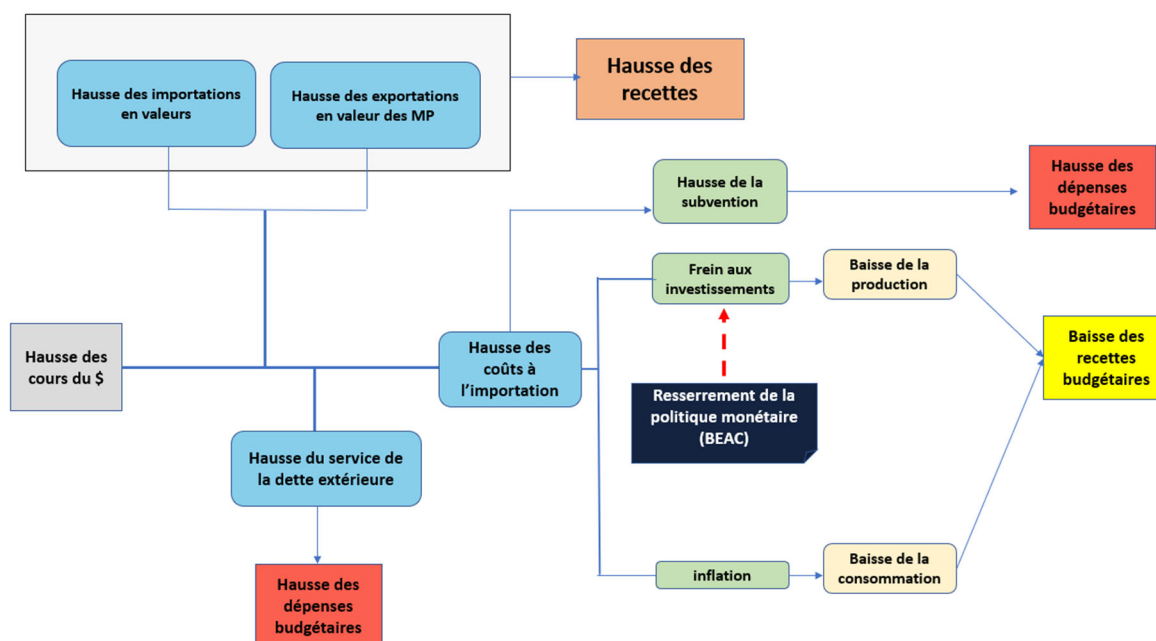 Hausse des importations
en valeurs
Hausse des exportations
en valeur des MP
Hausse des
recettes
Hausse de la
subvention
Hausse des
dépenses
budgétaires
Frein aux
investissements
Baisse de la
production
Hausse des
cours du $
Hausse des
coûts à
l’importation
Baisse des
recettes
budgétaires
Resserrement de la
politique monétaire
(BEAC)
Hausse du service de
la dette extérieure
inflation
Baisse de la
consommation
Hausse des
dépenses
budgétaires